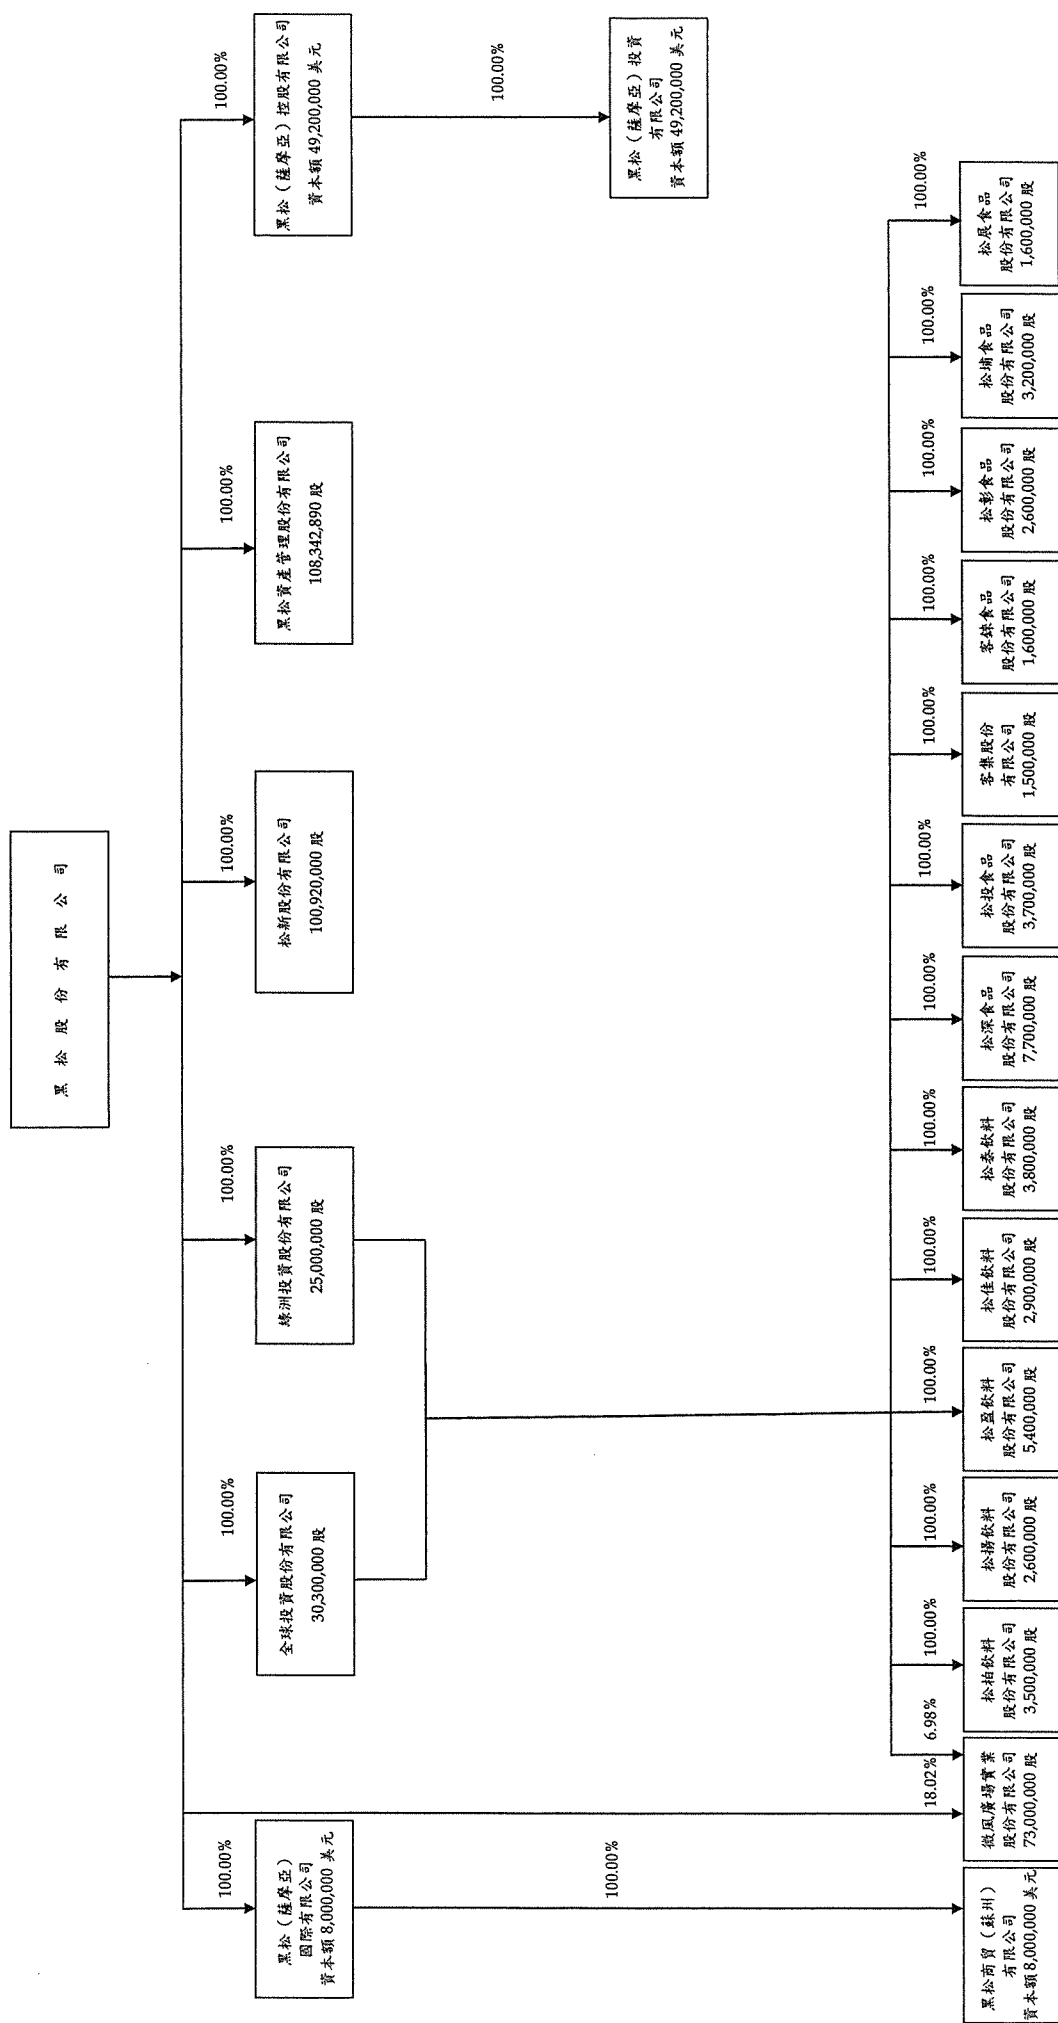 黑松股份有限公司
100.00%
黑松（薩摩亞）
國際有限公司
資本額 8,000,000 美元
100.00%
全球投資股份有限公司
30,300,000 股
100.00%
綠洲投資股份有限公司
25,000,000 股
100.00%
松新股份有限公司
100,920,000 股
100.00%
黑松資產管理股份有限公司
108,342,890 股
100.00%
黑松（薩摩亞）控股有限公司
資本額 49,200,000 美元
100.00%
黑松（薩摩亞）投資
有限公司
資本額 49,200,000 美元
100.00%
黑松商貿（蘇州）
有限公司
資本額 8,000,000 美元
18.02%
6.98%
微風廣場實業
股份有限公司
73,000,000 股
100.00%
松柏飲料
股份有限公司
3,500,000 股
100.00%
松揚飲料
股份有限公司
2,600,000 股
100.00%
松盈飲料
股份有限公司
5,400,000 股
100.00%
松佳飲料
股份有限公司
2,900,000 股
100.00%
松泰飲料
股份有限公司
3,800,000 股
100.00%
松深食品
股份有限公司
7,700,000 股
100.00%
松投食品
股份有限公司
3,700,000 股
100.00%
客集股份
有限公司
1,500,000 股
100.00%
客錸食品
股份有限公司
1,600,000 股
100.00%
松彰食品
股份有限公司
2,600,000 股
100.00%
松埔食品
股份有限公司
3,200,000 股
100.00%
松展食品
股份有限公司
1,600,000 股